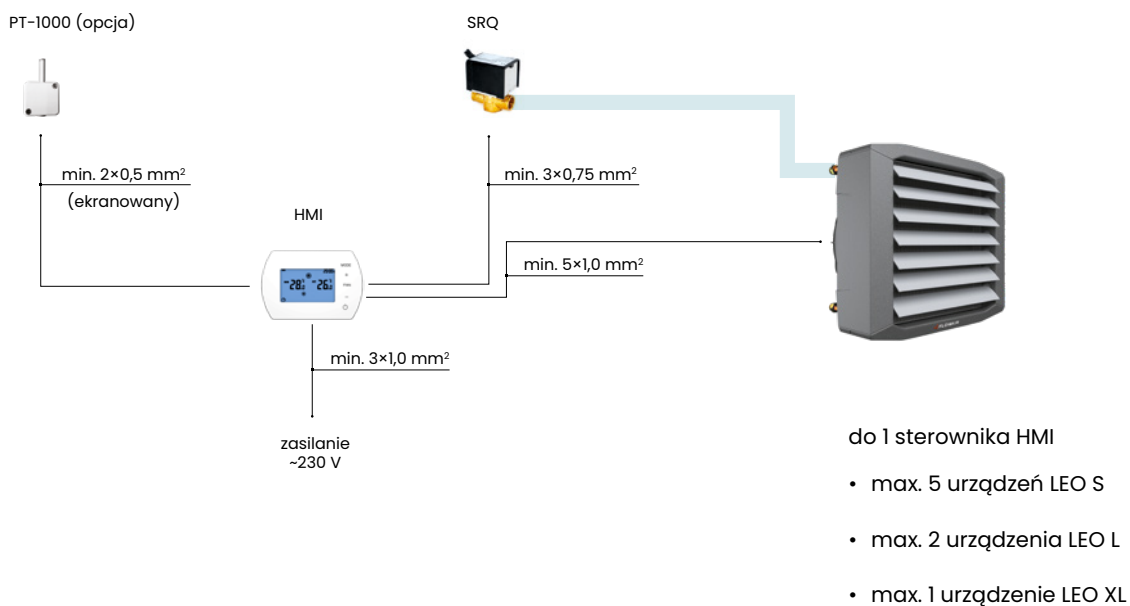 PT-1000 (opcja)
SRQ
min. 2×0,5 mm²
(ekranowany)
min. 3×0,75 mm²
HMI
min. 5×1,0 mm²
MODE
min. 3×1,0 mm²
zasilanie
~230 V
do 1 sterownika HMI
• max. 5 urządzeń LEO S
• max. 2 urządzenia LEO L
• max. 1 urządzenie LEO XL